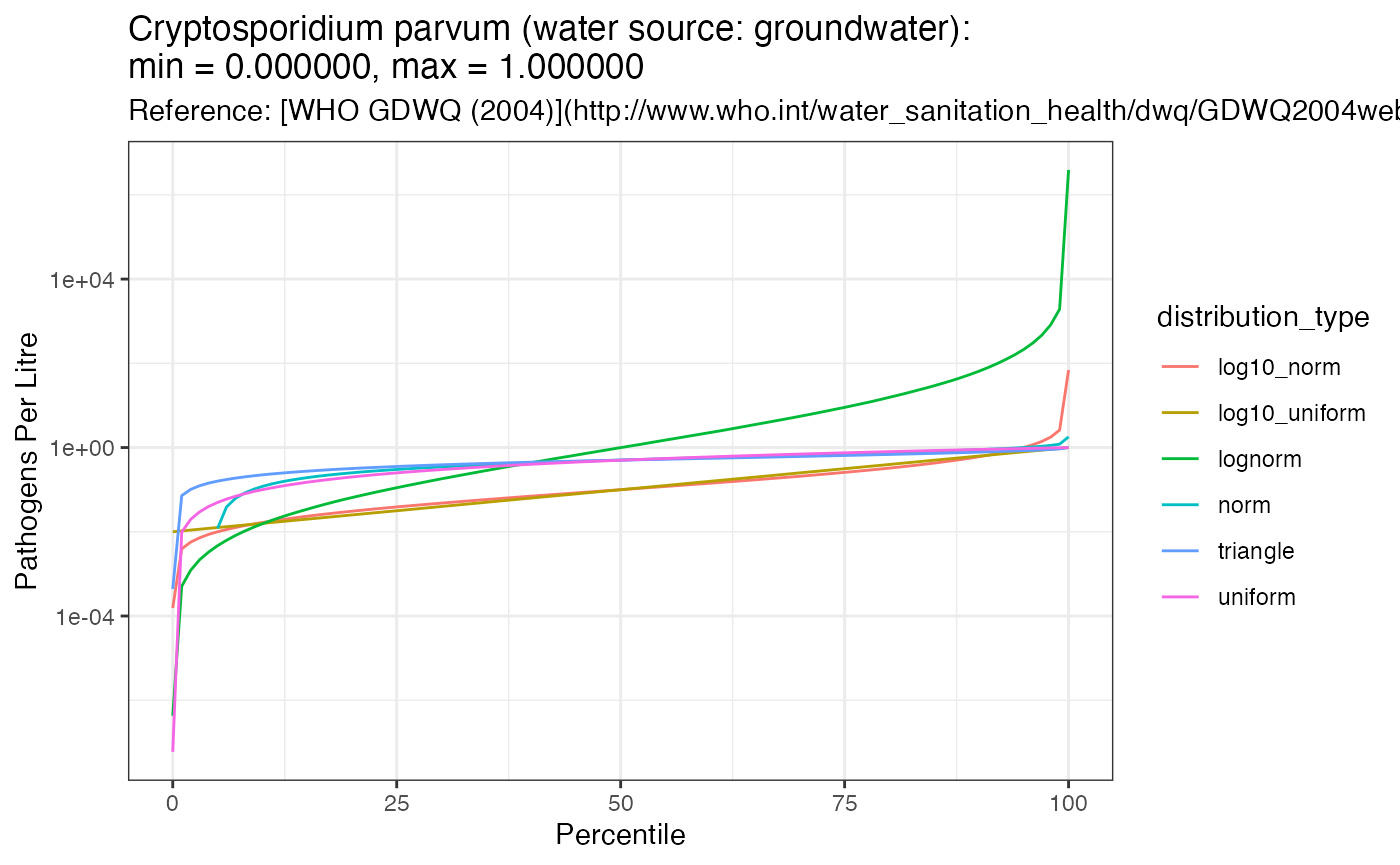 Cryptosporidium parvum (water source: groundwater):
min = 0.000000, max = 1.000000
Reference: [WHO GDWQ (2004)](http://www.who.int/water_sanitation_health/dwq/GDWQ2004web
Pathogens Per Litre
1e+04
1e+00
1e-04
0 25 50 75 100
Percentile
distribution_type
log10_norm
log10_uniform
lognorm
norm
triangle
uniform